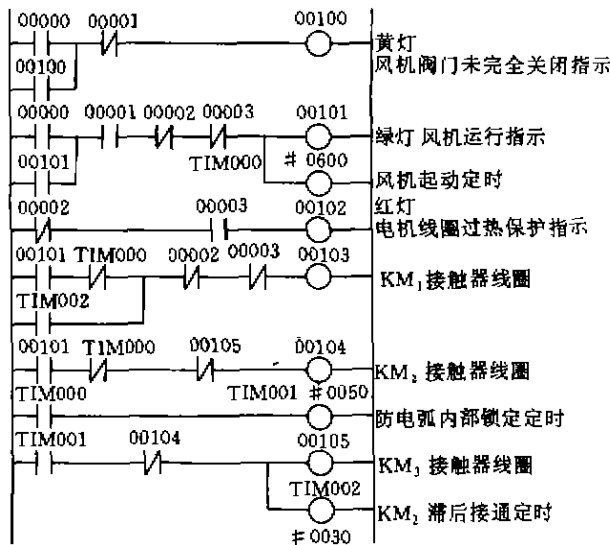 00000 00001 00100
黄灯
00100
风机阀门未完全关闭指示
00000 00001 00002 00003 00101
绿灯 风机运行指示
00101 TIM000 #0600
风机起动定时
00002 00003 00102
红灯
电机线圈过热保护指示
00101 TIM000 00002 00003 00103
KM₁接触器线圈
TIM002
00101 TIM000 00105 00104
KM₂接触器线圈
TIM000 TIM001 #0050
防电弧内部锁定定时
TIM001 00104 00105
KM₃接触器线圈
TIM002
KM₂滞后接通定时
#0030